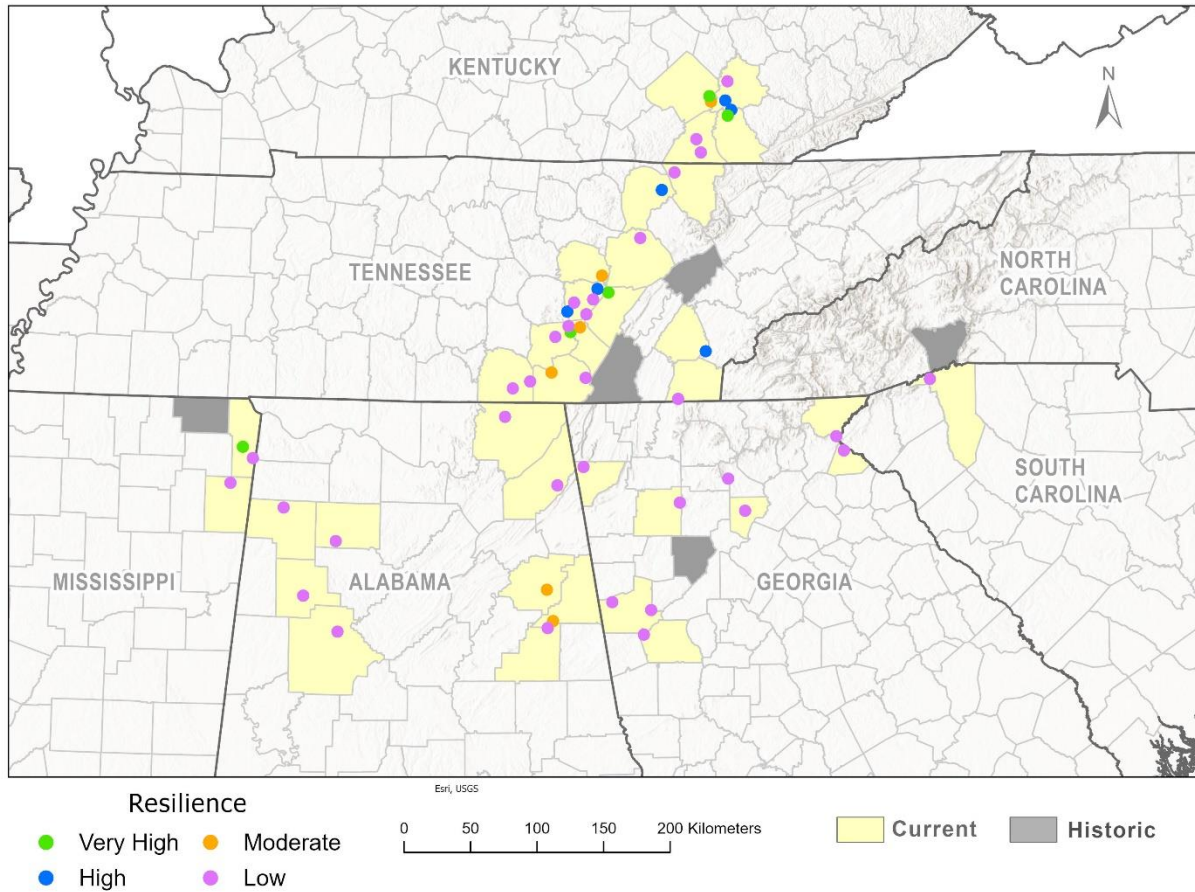 KENTUCKY
N
TENNESSEE
NORTH
CAROLINA
SOUTH
CAROLINA
MISSISSIPPI
ALABAMA
GEORGIA
Esri, USGS
Resilience
Very High
Moderate
High
Low
0 50 100 150 200 Kilometers
Current
Historic